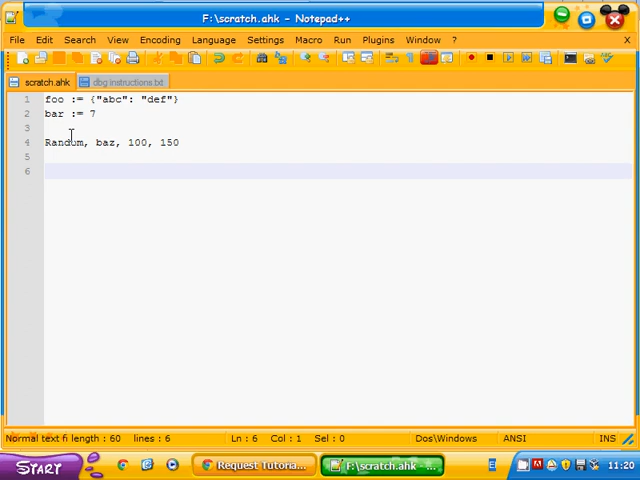 F:\scratch.ahk - Notepad++
File Edit Search View Encoding Language Settings Macro Run Plugins Window ? X
scratch.ahk dbg instructions.txt
1 foo := {"abc": "def"}
2 bar := 7
3
4 Random, baz, 100, 150
5
6
Normal text fi length : 60 lines : 6 Ln : 6 Col : 1 Sel : 0 Dos\Windows ANSI INS
START Request Tutoria... F:\scratch.ahk - ... E 11:20